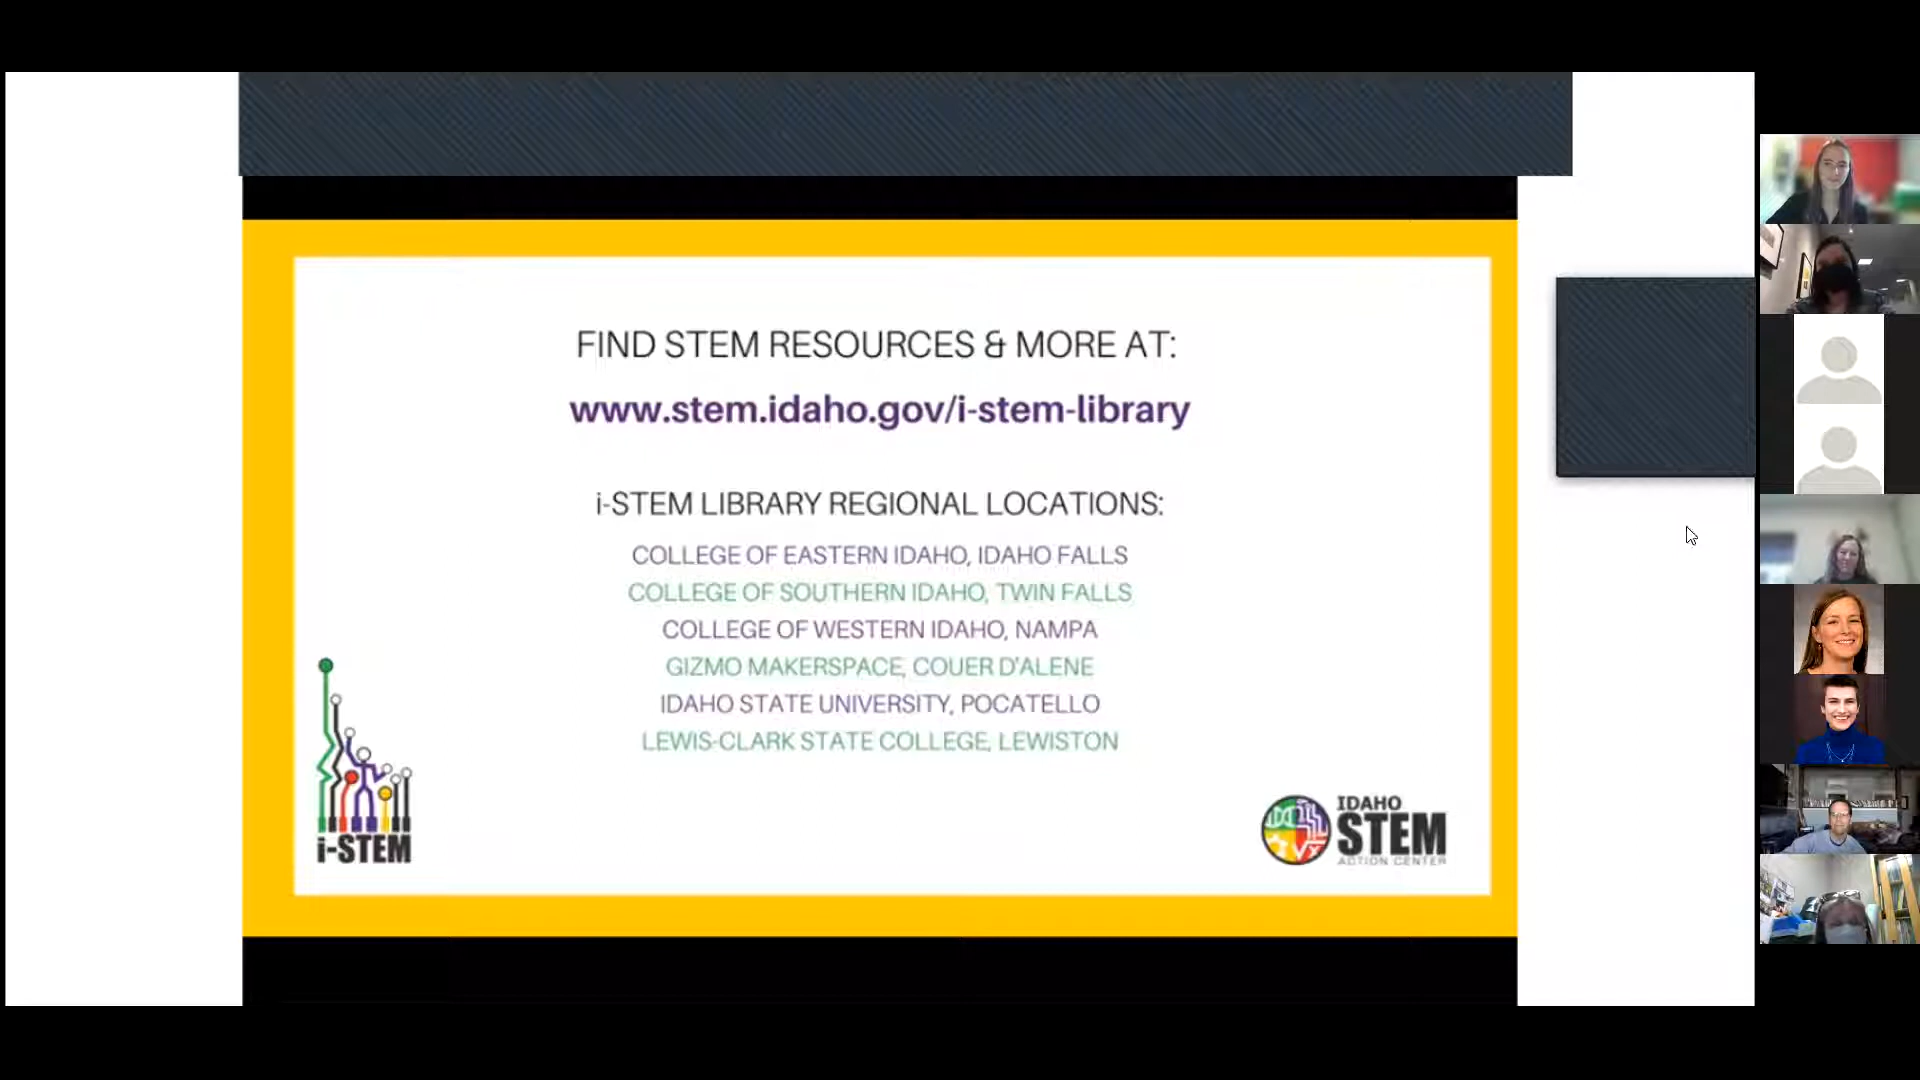 FIND STEM RESOURCES & MORE AT:
www.stem.idaho.gov/i-stem-library
i-STEM LIBRARY REGIONAL LOCATIONS:
COLLEGE OF EASTERN IDAHO, IDAHO FALLS
COLLEGE OF SOUTHERN IDAHO, TWIN FALLS
COLLEGE OF WESTERN IDAHO, NAMPA
GIZMO MAKERSPACE, COUER D'ALENE
IDAHO STATE UNIVERSITY, POCATELLO
LEWIS-CLARK STATE COLLEGE, LEWISTON
i-STEM
IDAHO
STEM
ACTION CENTER